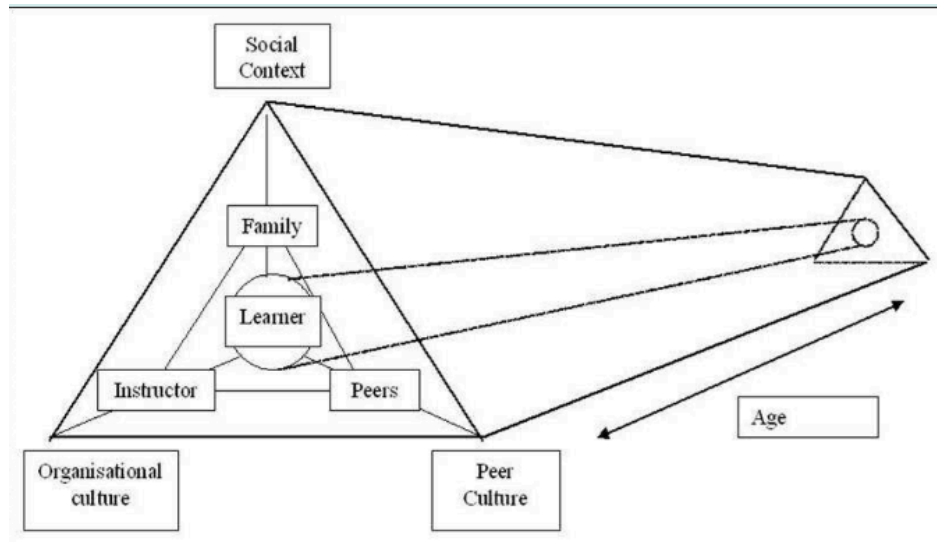 Social
Context
Family
Learner
Instructor
Peers
Age
Organisational
culture
Peer
Culture